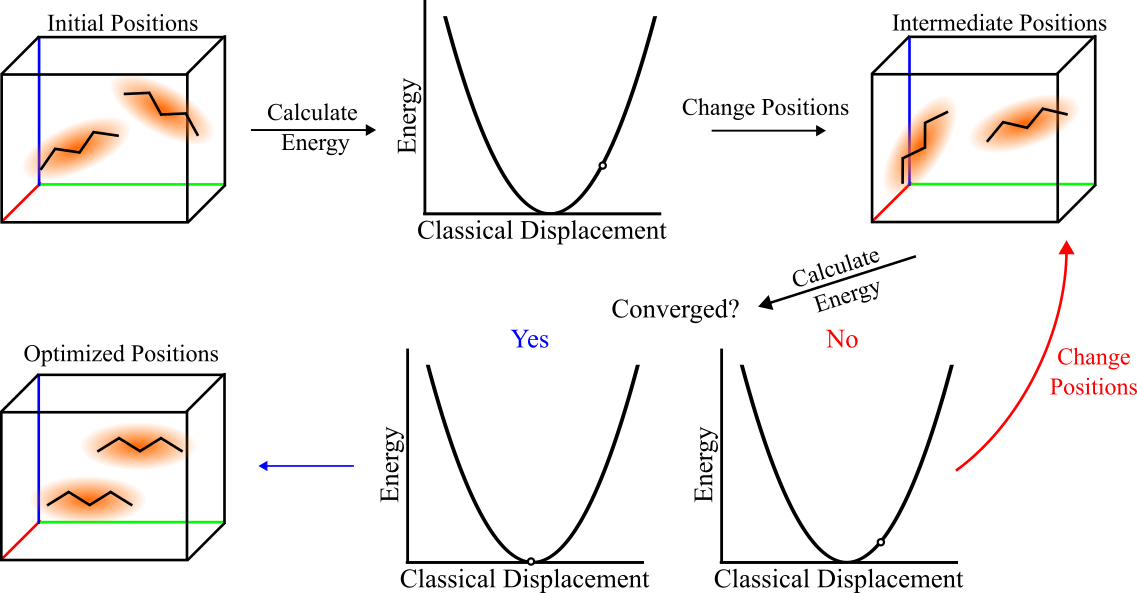 Initial Positions
Calculate
Energy
Energy
Classical Displacement
Change Positions
Intermediate Positions
Calculate
Energy
Converged?
Yes
No
Change
Positions
Energy
Classical Displacement
Energy
Classical Displacement
Optimized Positions